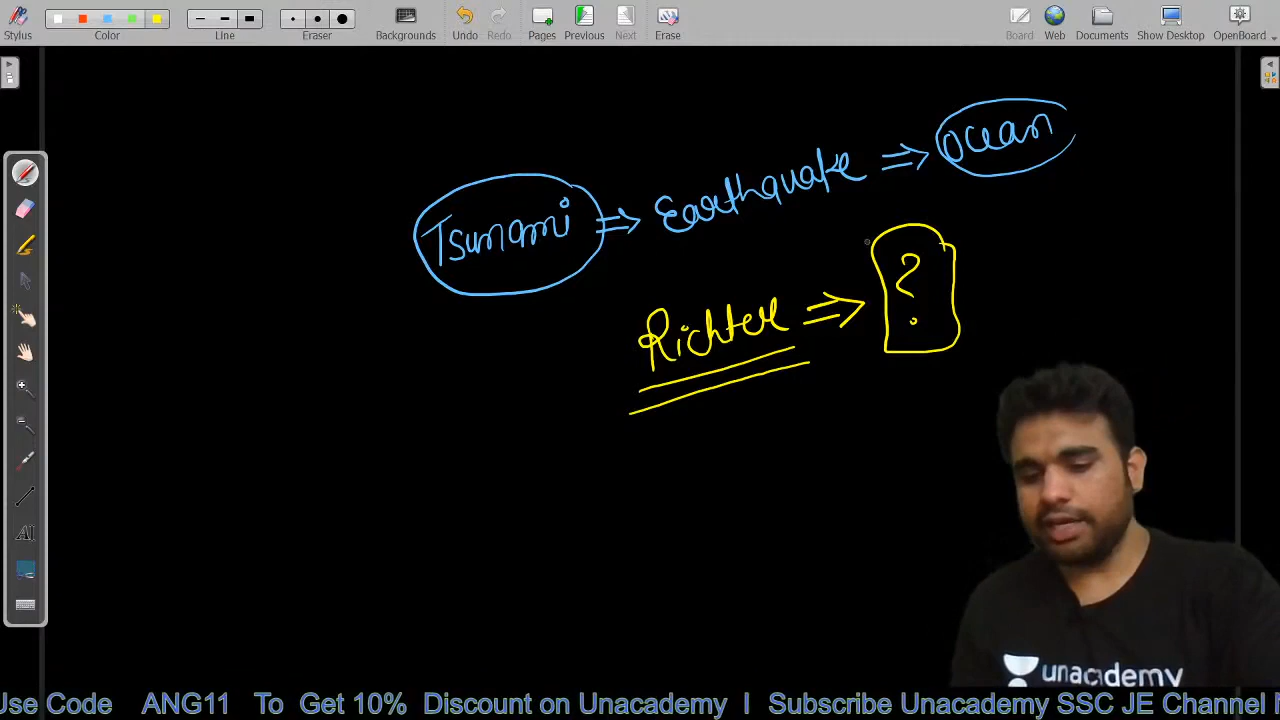 Stylus Color Line Eraser Backgrounds Undo Redo Pages Previous Next Erase Board Web Documents Show Desktop OpenBoard
Tsunami ⇒ Earthquake ⇒ Ocean
Richter ⇒ ?
unacademy
Use Code ANG11 To Get 10% Discount on Unacademy I Subscribe Unacademy SSC JE Channel